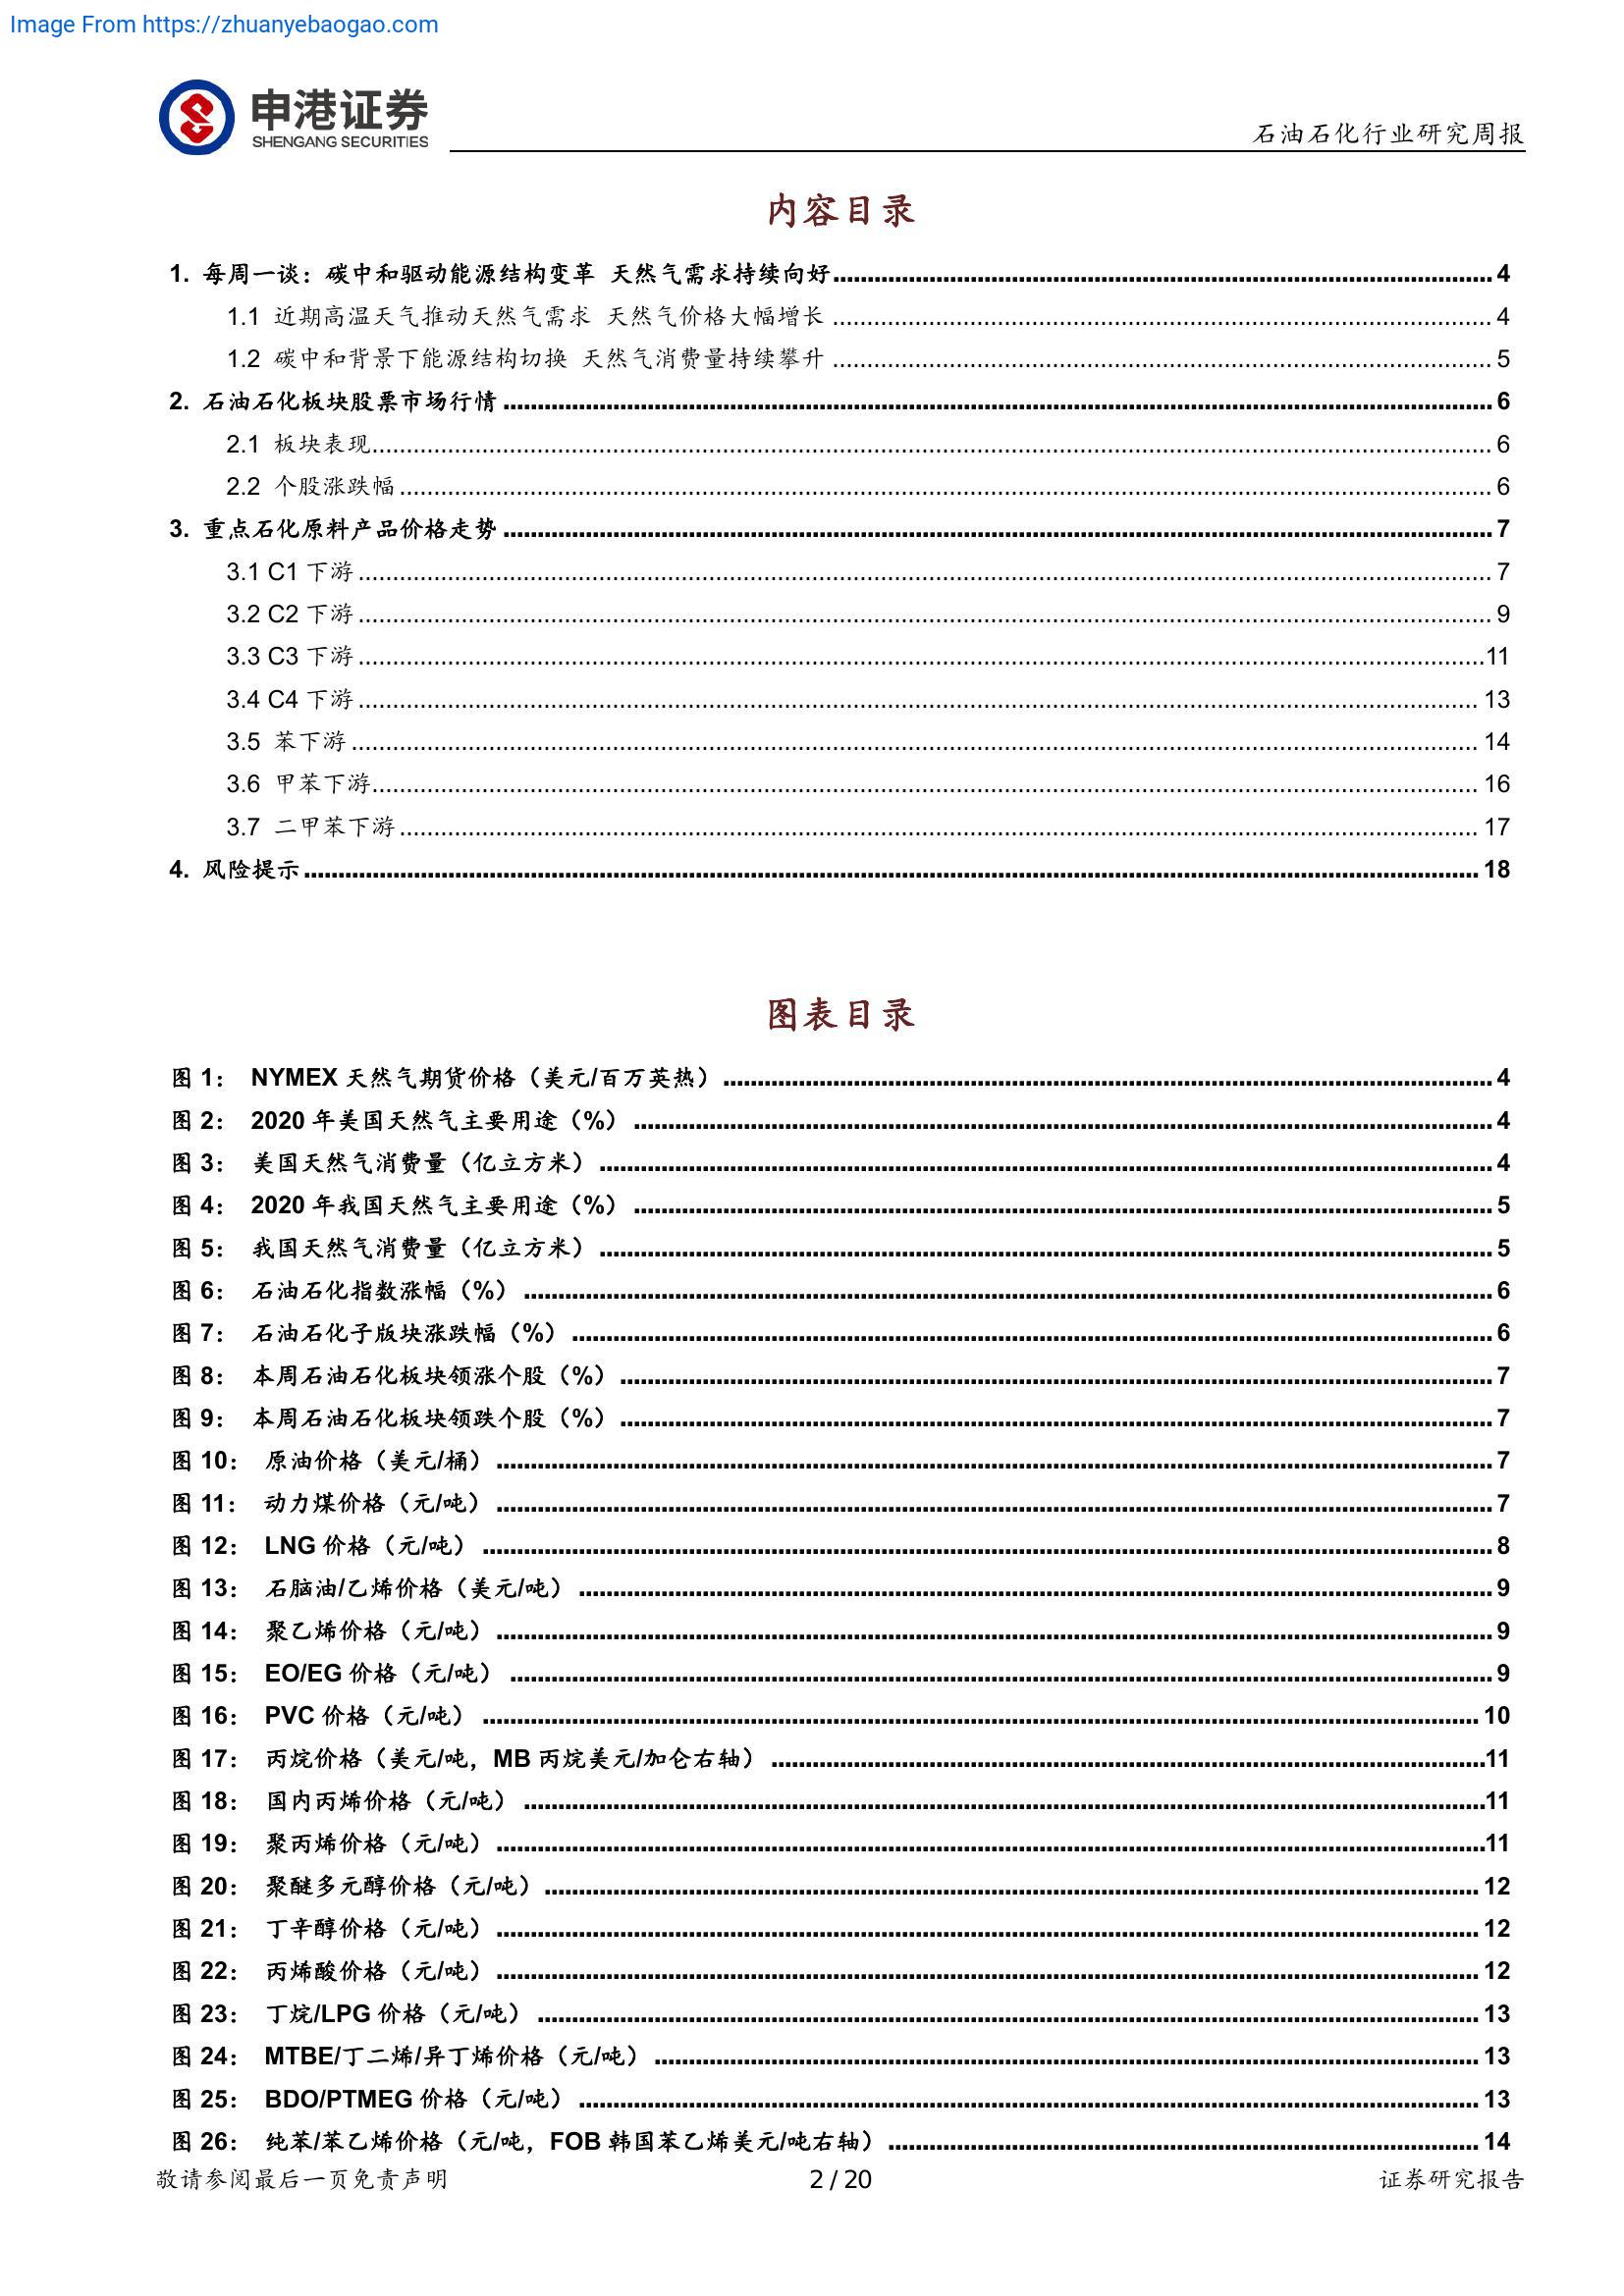 Image From https://zhuanyebaogao.com
申港证券
SHENGANG SECURITIES
石油石化行业研究周报
内容目录
1. 每周一谈：碳中和驱动能源结构变革 天然气需求持续向好 4
1.1 近期高温天气推动天然气需求 天然气价格大幅增长 4
1.2 碳中和背景下能源结构切换 天然气消费量持续攀升 5
2. 石油石化板块股票市场行情 6
2.1 板块表现 6
2.2 个股涨跌幅 6
3. 重点石化原料产品价格走势 7
3.1 C1 下游 7
3.2 C2 下游 9
3.3 C3 下游 11
3.4 C4 下游 13
3.5 苯下游 14
3.6 甲苯下游 16
3.7 二甲苯下游 17
4. 风险提示 18
图表目录
图 1： NYMEX 天然气期货价格（美元/百万英热） 4
图 2： 2020 年美国天然气主要用途（%） 4
图 3： 美国天然气消费量（亿立方米） 4
图 4： 2020 年我国天然气主要用途（%） 5
图 5： 我国天然气消费量（亿立方米） 5
图 6： 石油石化指数涨幅（%） 6
图 7： 石油石化子版块涨跌幅（%） 6
图 8： 本周石油石化板块领涨个股（%） 7
图 9： 本周石油石化板块领跌个股（%） 7
图 10： 原油价格（美元/桶） 7
图 11： 动力煤价格（元/吨） 7
图 12： LNG 价格（元/吨） 8
图 13： 石脑油/乙烯价格（美元/吨） 9
图 14： 聚乙烯价格（元/吨） 9
图 15： EO/EG 价格（元/吨） 9
图 16： PVC 价格（元/吨） 10
图 17： 丙烷价格（美元/吨，MB 丙烷美元/加仑右轴） 11
图 18： 国内丙烯价格（元/吨） 11
图 19： 聚丙烯价格（元/吨） 11
图 20： 聚醚多元醇价格（元/吨） 12
图 21： 丁辛醇价格（元/吨） 12
图 22： 丙烯酸价格（元/吨） 12
图 23： 丁烷/LPG 价格（元/吨） 13
图 24： MTBE/丁二烯/异丁烯价格（元/吨） 13
图 25： BDO/PTMEG 价格（元/吨） 13
图 26： 纯苯/苯乙烯价格（元/吨，FOB 韩国苯乙烯美元/吨右轴） 14
敬请参阅最后一页免责声明 2 / 20 证券研究报告